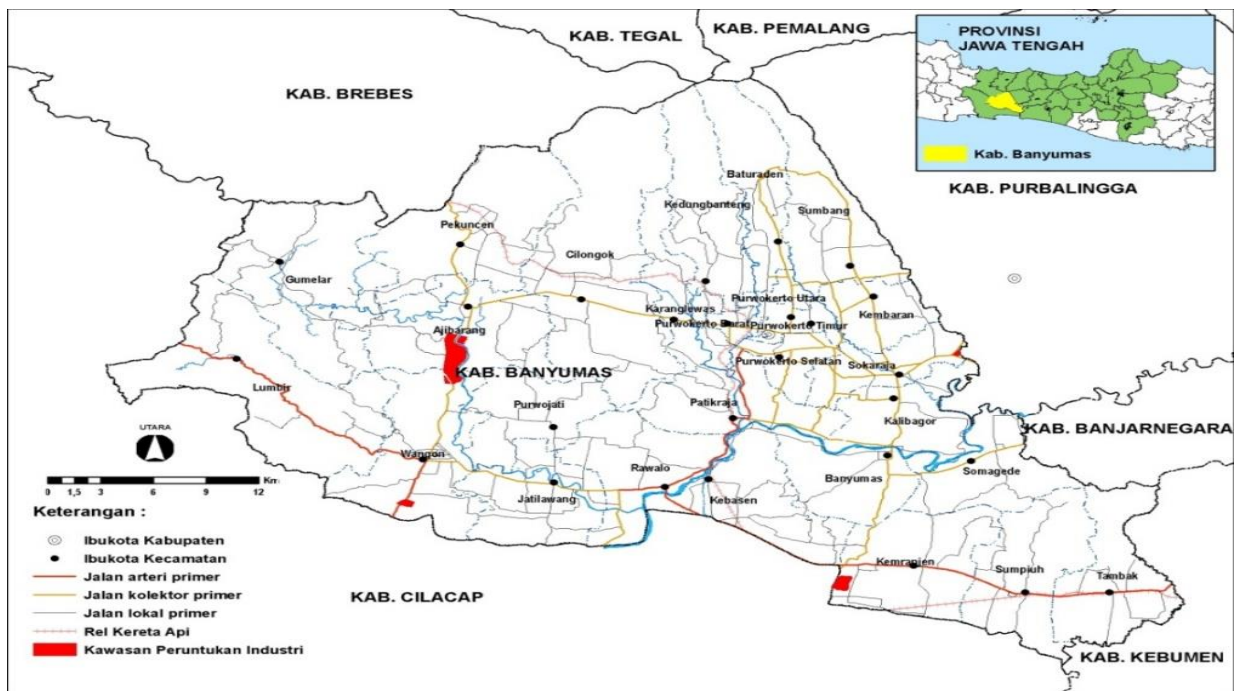 KAB. TEGAL
KAB. PEMALANG
PROVINSI
JAWA TENGAH
Kab. Banyumas
KAB. BREBES
KAB. PURBALINGGA
Baturaden
Kedungbanteng
Sumbang
Pekuncen
Cilongok
Gumelar
Purwokerto Utara
Karanglewas
Kembaran
Purwokerto Barat
Purwokerto Timur
Ajibarang
Purwokerto Selatan
Sokaraja
KAB. BANYUMAS
Lumbir
Purwojati
Patikraja
Kalibagor
KAB. BANJARNEGARA
UTARA
Wangon
Rawalo
Banyumas
Somagede
0 1,5 3 6 9 12 Km
Jatilawang
Kebasen
Keterangan :
Ibukota Kabupaten
Ibukota Kecamatan
Jalan arteri primer
Jalan kolektor primer
Jalan lokal primer
Rel Kereta Api
Kawasan Peruntukan Industri
Kemranjen
Sumpiuh
Tambak
KAB. CILACAP
KAB. KEBUMEN